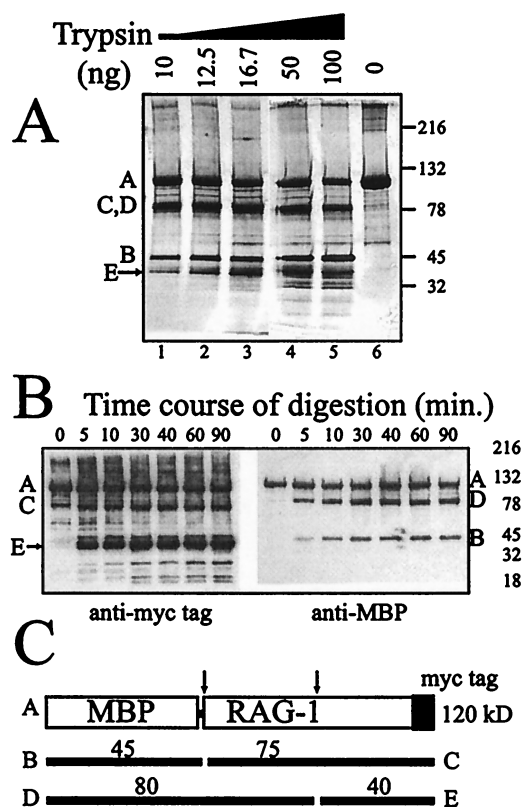 Trypsin
(ng)
10 12.5 16.7 50 100 0
A
216
132
A
C,D
78
B
45
E
32
1 2 3 4 5 6
B
Time course of digestion (min.)
0 5 10 30 40 60 90 0 5 10 30 40 60 90
216
A A 132
C D 78
E B 45
32
18
anti-myc tag anti-MBP
C
myc tag
A MBP RAG-1 120 kD
B 45 75 C
D 80 40 E